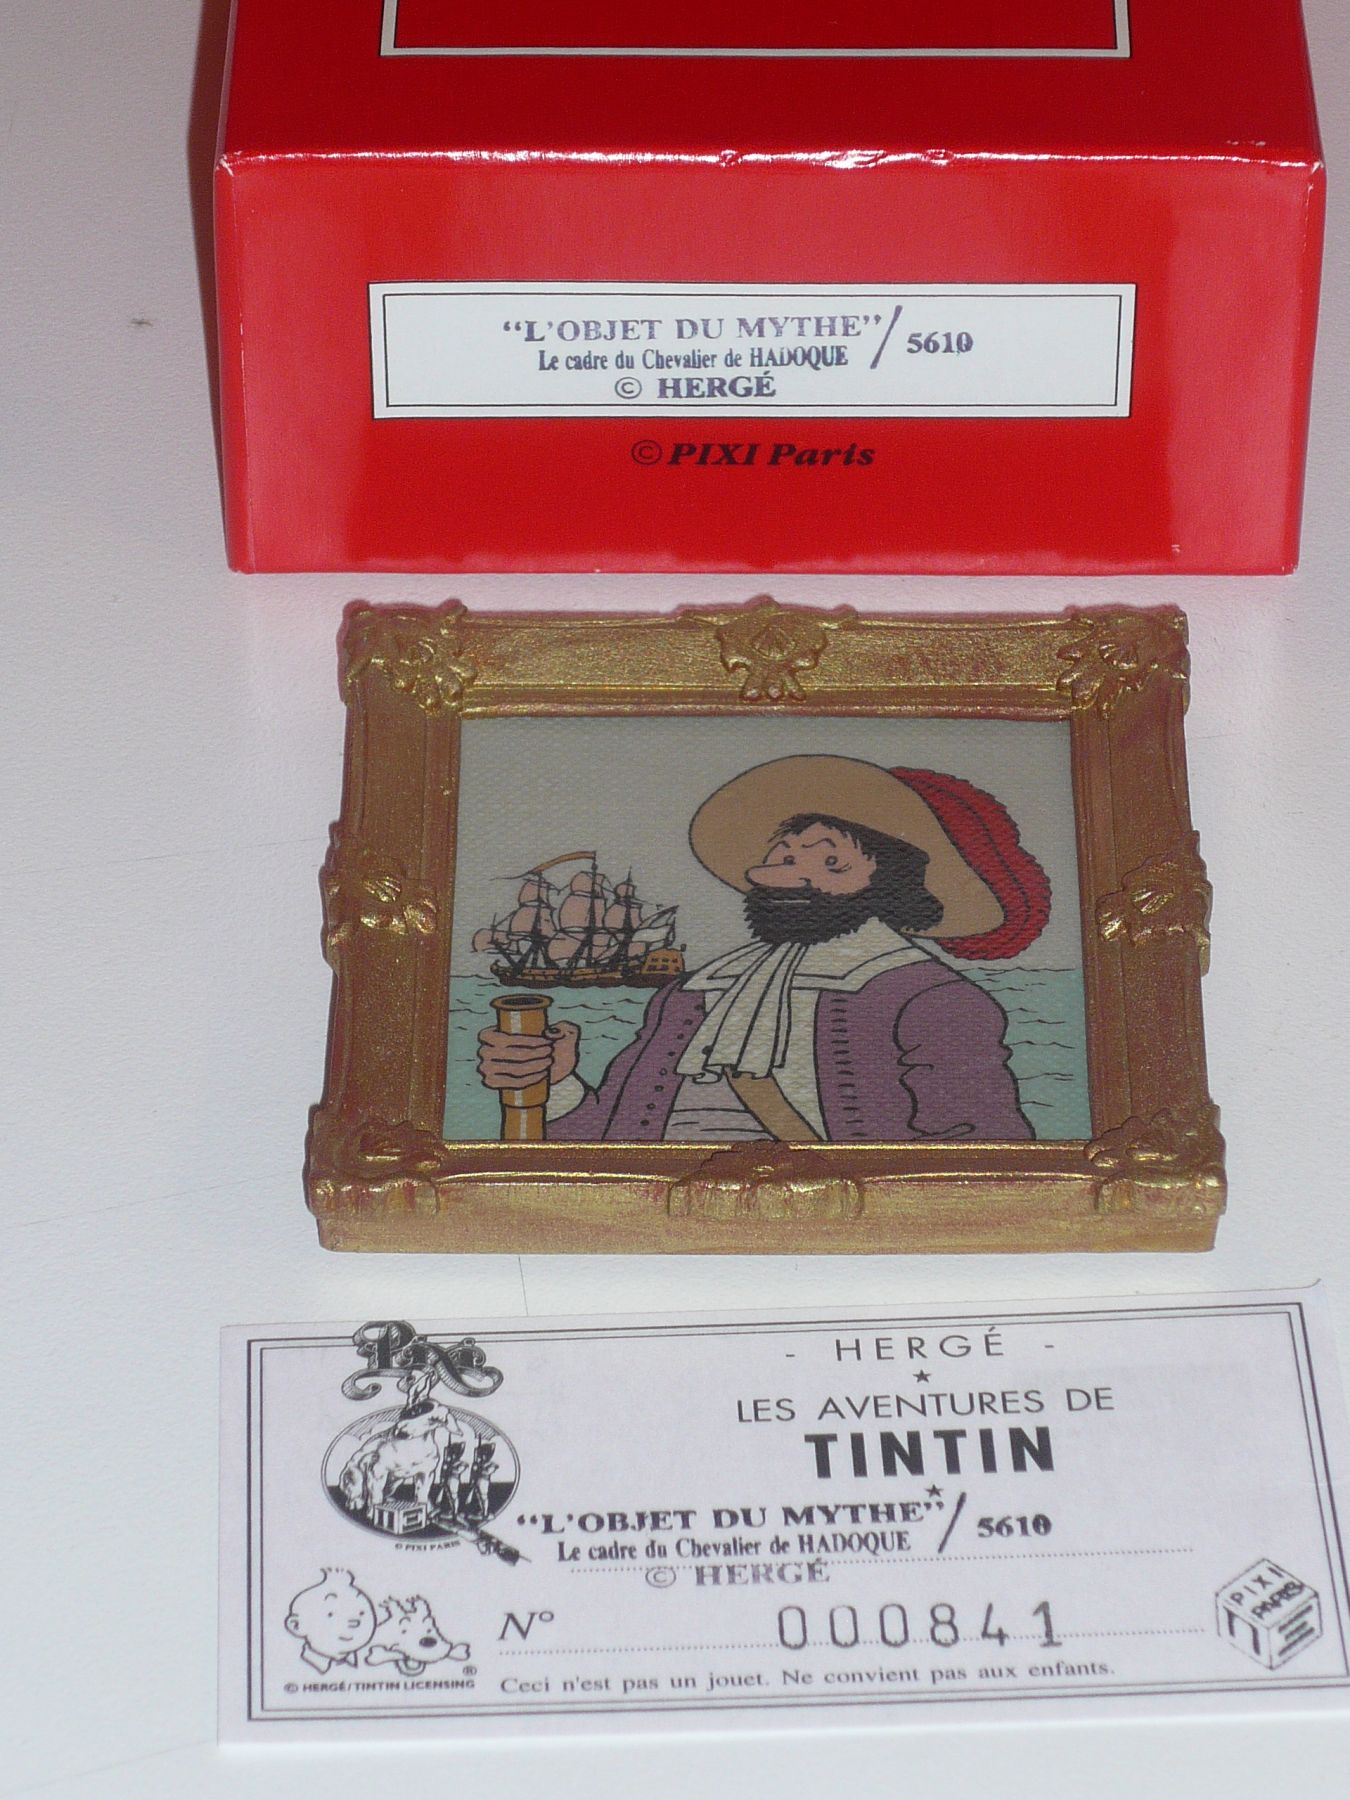 “L'OBJET DU MYTHE” / 5610
Le cadre du Chevalier de HADOQUE
© HERGÉ
© PIXI Paris
Pixi
- HERGÉ -
LES AVENTURES DE
TINTIN
“L'OBJET DU MYTHE” / 5610
Le cadre du Chevalier de HADOQUE
© HERGÉ
© PIXI PARIS
N° 000841
PIXI
PARIS
© HERGÉ/TINTIN LICENSING ®
Ceci n'est pas un jouet. Ne convient pas aux enfants.